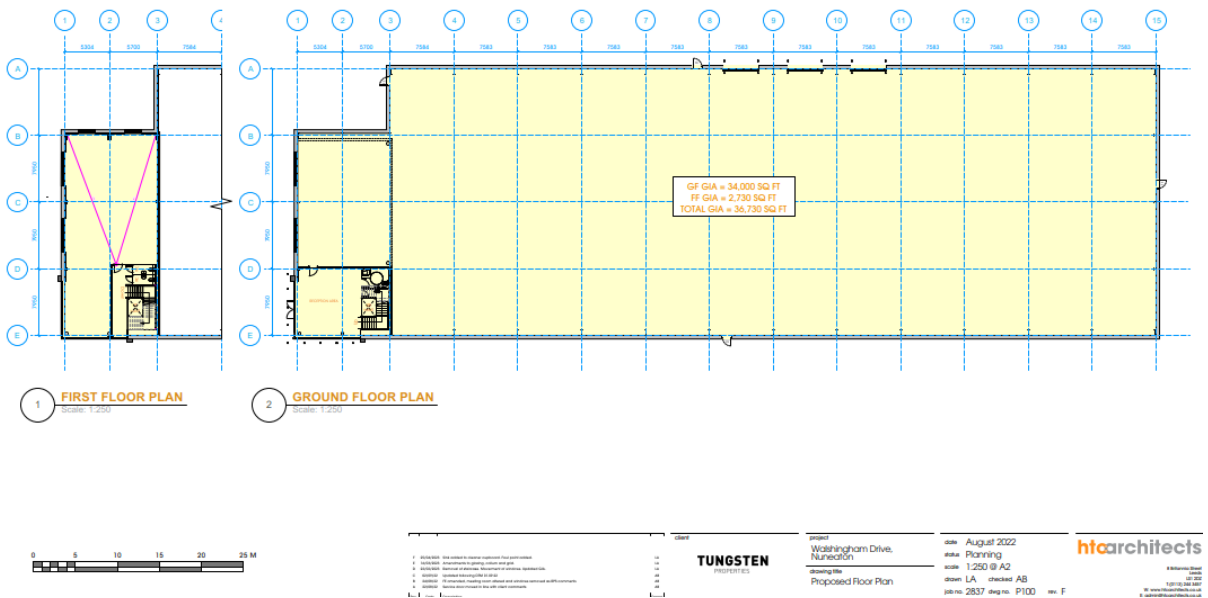 1 2 3 4
5304 5700 7584
A
B
7950
C
7950
D
7950
E
1 2 3 4 5 6 7 8 9 10 11 12 13 14 15
5304 5700 7584 7583 7583 7583 7583 7583 7583 7583 7583 7583 7583 7583
A
B
7950
C
7950
D
7950
E
GF GIA = 34,000 SQ FT
FF GIA = 2,730 SQ FT
TOTAL GIA = 36,730 SQ FT
RECEPTION AREA
1 FIRST FLOOR PLAN
Scale: 1:250
2 GROUND FLOOR PLAN
Scale: 1:250
0 5 10 15 20 25 M
client
TUNGSTEN
PROPERTIES
project
Walshingham Drive,
Nuneaton
drawing title
Proposed Floor Plan
date August 2022
status Planning
scale 1:250 @ A2
drawn LA checked AB
job no. 2837 dwg no. P100 rev. F
htcarchitects